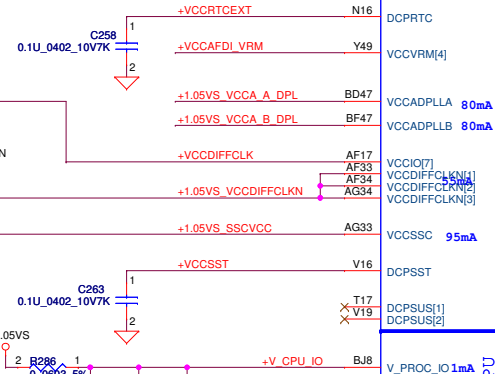 +VCCRTCEXT N16 DCPRTC
1
C258
0.1U_0402_10V7K
2
+VCCAFDI_VRM Y49 VCCVRM[4]
+1.05VS_VCCA_A_DPL BD47 VCCADPLLA 80mA
+1.05VS_VCCA_B_DPL BF47 VCCADPLLB 80mA
N
+VCCDIFFCLK AF17 VCCIO[7]
AF33 VCCDIFFCLKN[1]
AF34 VCCDIFFCLKN[2] 55mA
+1.05VS_VCCDIFFCLKN AG34 VCCDIFFCLKN[3]
+1.05VS_SSCVCC AG33 VCCSSC 95mA
+VCCSST V16 DCPSST
1
C263
0.1U_0402_10V7K
2
T17 DCPSUS[1]
V19 DCPSUS[2]
.05VS
2 R286 1
+V_CPU_IO BJ8 V_PROC_IO 1mA
PU